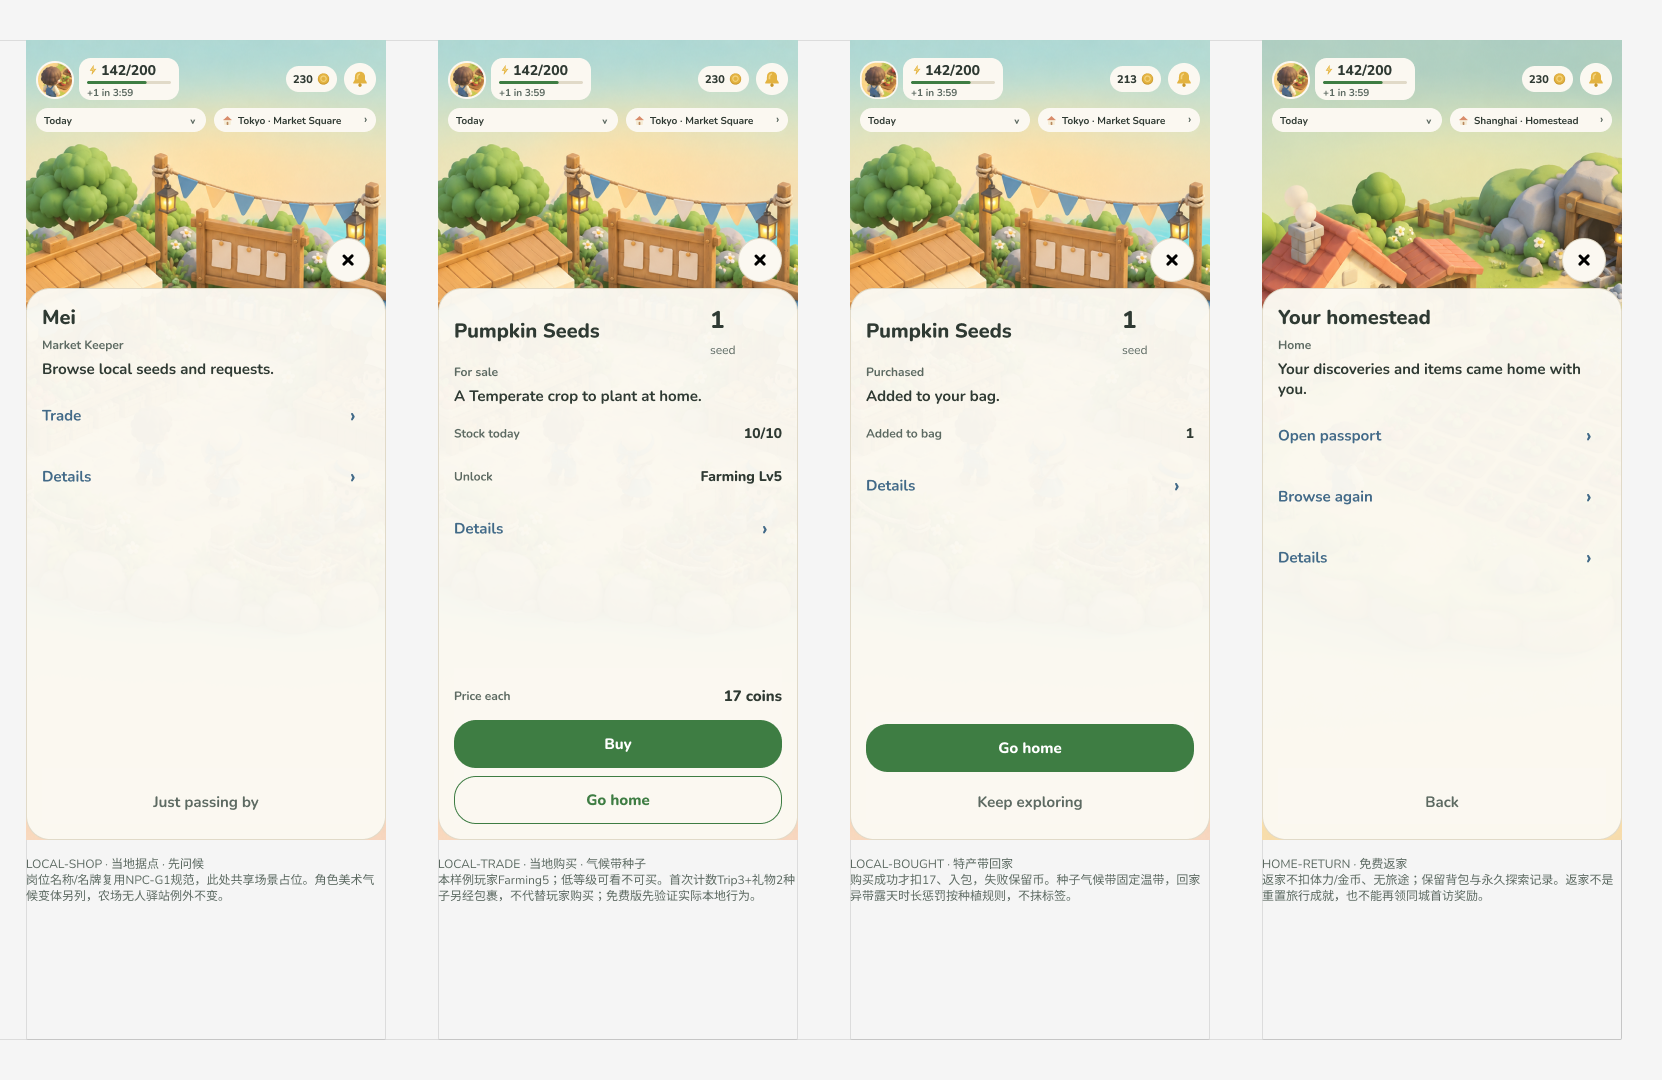 142/200
+1 in 3:59
230
Today
Tokyo · Market Square
Mei
Market Keeper
Browse local seeds and requests.
Trade
Details
Just passing by
LOCAL-SHOP · 当地据点 · 先问候
岗位名称/名牌复用NPC-G1规范，此处共享场景占位。角色美术气
候变体另列，农场无人驿站例外不变。
142/200
+1 in 3:59
230
Today
Tokyo · Market Square
Pumpkin Seeds
1
seed
For sale
A Temperate crop to plant at home.
Stock today 10/10
Unlock Farming Lv5
Details
Price each 17 coins
Buy
Go home
LOCAL-TRADE · 当地购买 · 气候带种子
本样例玩家Farming5；低等级可看不可买。首次计数Trip3+礼物2种
子另经包裹，不代替玩家购买；免费版先验证实际本地行为。
142/200
+1 in 3:59
213
Today
Tokyo · Market Square
Pumpkin Seeds
1
seed
Purchased
Added to your bag.
Added to bag 1
Details
Go home
Keep exploring
LOCAL-BOUGHT · 特产带回家
购买成功才扣17、入包，失败保留币。种子气候带固定温带，回家
异带露天时长惩罚按种植规则，不抹标签。
142/200
+1 in 3:59
230
Today
Shanghai · Homestead
Your homestead
Home
Your discoveries and items came home with
you.
Open passport
Browse again
Details
Back
HOME-RETURN · 免费返家
返家不扣体力/金币、无旅途；保留背包与永久探索记录。返家不是
重置旅行成就，也不能再领同城首访奖励。